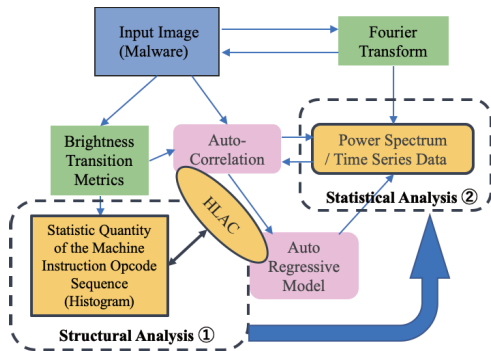 Input Image
(Malware)
Fourier
Transform
Brightness
Transition
Metrics
Auto-
Correlation
Power Spectrum
/ Time Series Data
Statistical Analysis ②
HLAC
Statistic Quantity
of the Machine
Instruction Opcode
Sequence
(Histogram)
Auto
Regressive
Model
Structural Analysis ①